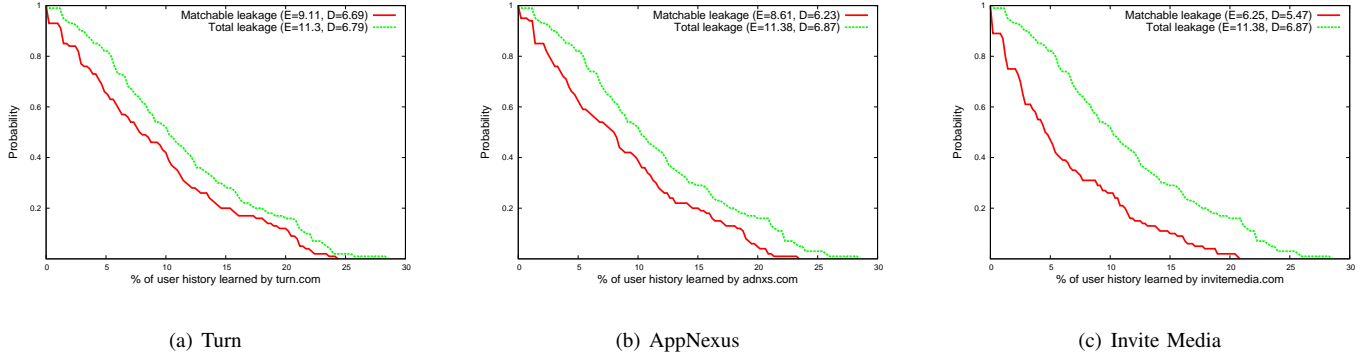 Matchable leakage (E=9.11, D=6.69)
Total leakage (E=11.3, D=6.79)
Probability
1
0.8
0.6
0.4
0.2
0 5 10 15 20 25 30
% of user history learned by turn.com
(a) Turn
Matchable leakage (E=8.61, D=6.23)
Total leakage (E=11.38, D=6.87)
Probability
1
0.8
0.6
0.4
0.2
0 5 10 15 20 25 30
% of user history learned by adnxs.com
(b) AppNexus
Matchable leakage (E=6.25, D=5.47)
Total leakage (E=11.38, D=6.87)
Probability
1
0.8
0.6
0.4
0.2
0 5 10 15 20 25 30
% of user history learned by invitemedia.com
(c) Invite Media